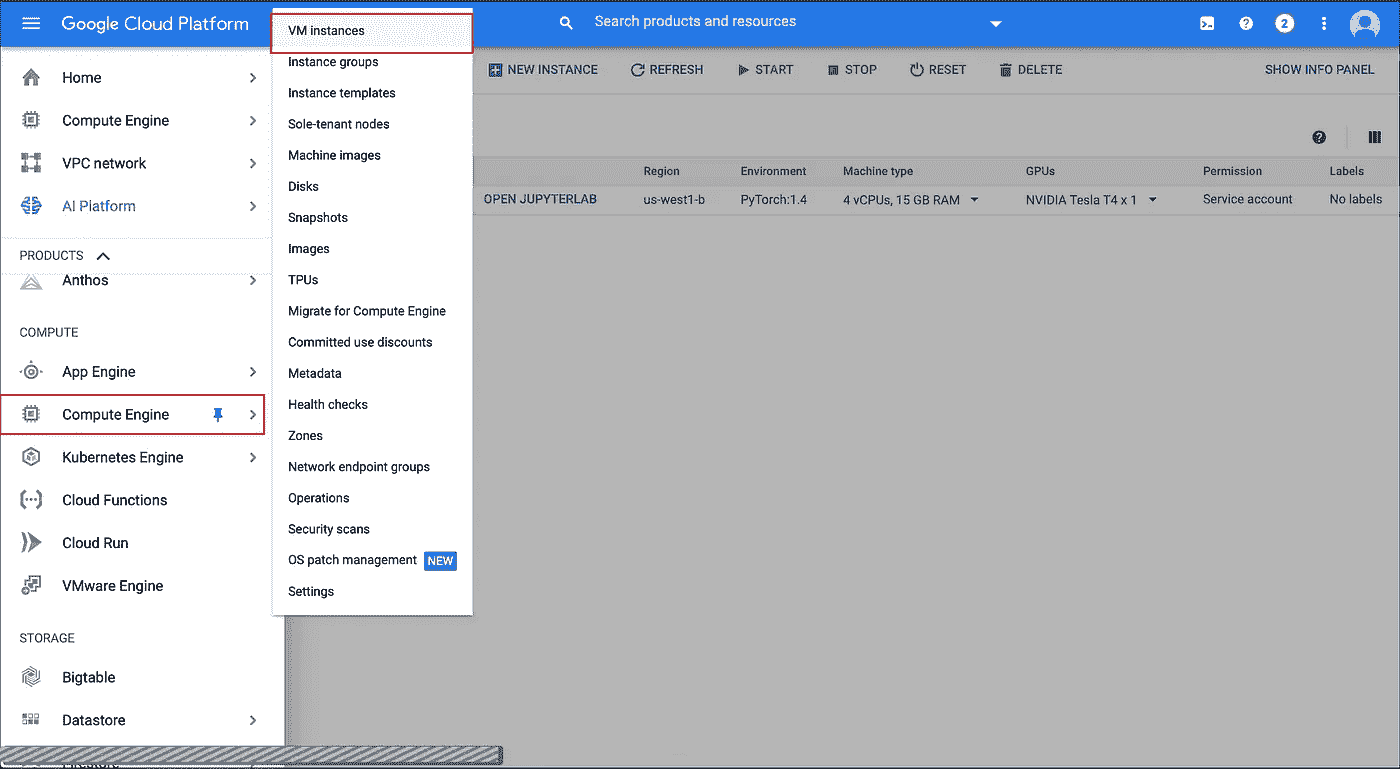 Google Cloud Platform
Search products and resources
2
Home
Compute Engine
VPC network
AI Platform
PRODUCTS
Anthos
COMPUTE
App Engine
Compute Engine
Kubernetes Engine
Cloud Functions
Cloud Run
VMware Engine
STORAGE
Bigtable
Datastore
Firestore
VM instances
Instance groups
Instance templates
Sole-tenant nodes
Machine images
Disks
Snapshots
Images
TPUs
Migrate for Compute Engine
Committed use discounts
Metadata
Health checks
Zones
Network endpoint groups
Operations
Security scans
OS patch management NEW
Settings
NEW INSTANCE REFRESH START STOP RESET DELETE SHOW INFO PANEL
Region Environment Machine type GPUs Permission Labels
OPEN JUPYTERLAB us-west1-b PyTorch:1.4 4 vCPUs, 15 GB RAM NVIDIA Tesla T4 x 1 Service account No labels